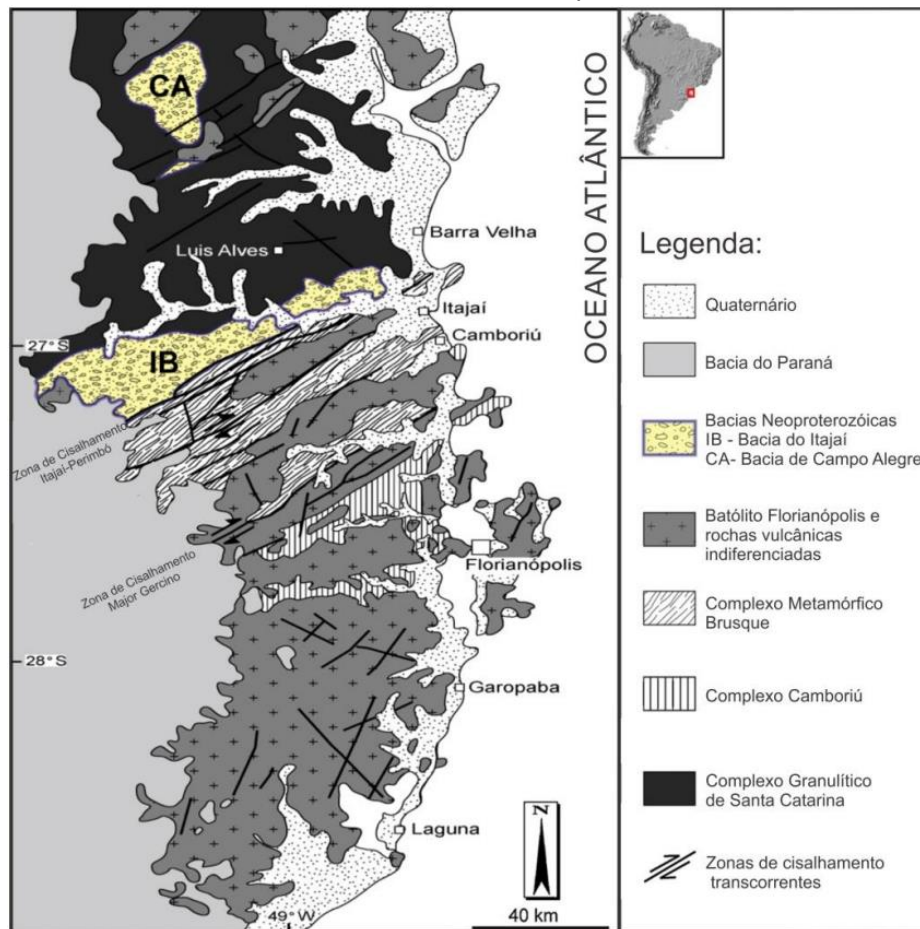 CA
OCEANO ATLÂNTICO
Barra Velha
Luis Alves
Itajaí
Camboriú
27° S
IB
Zona de Cisalhamento
Itajaí-Perimbó
Zona de Cisalhamento
Major Gercino
Florianópolis
28° S
Garopaba
Laguna
49° W
N
40 km
Legenda:
Quaternário
Bacia do Paraná
Bacias Neoproterozóicas
IB - Bacia do Itajaí
CA- Bacia de Campo Alegre
Batólito Florianópolis e
rochas vulcânicas
indiferenciadas
Complexo Metamórfico
Brusque
Complexo Camboriú
Complexo Granulítico
de Santa Catarina
Zonas de cisalhamento
transcorrentes